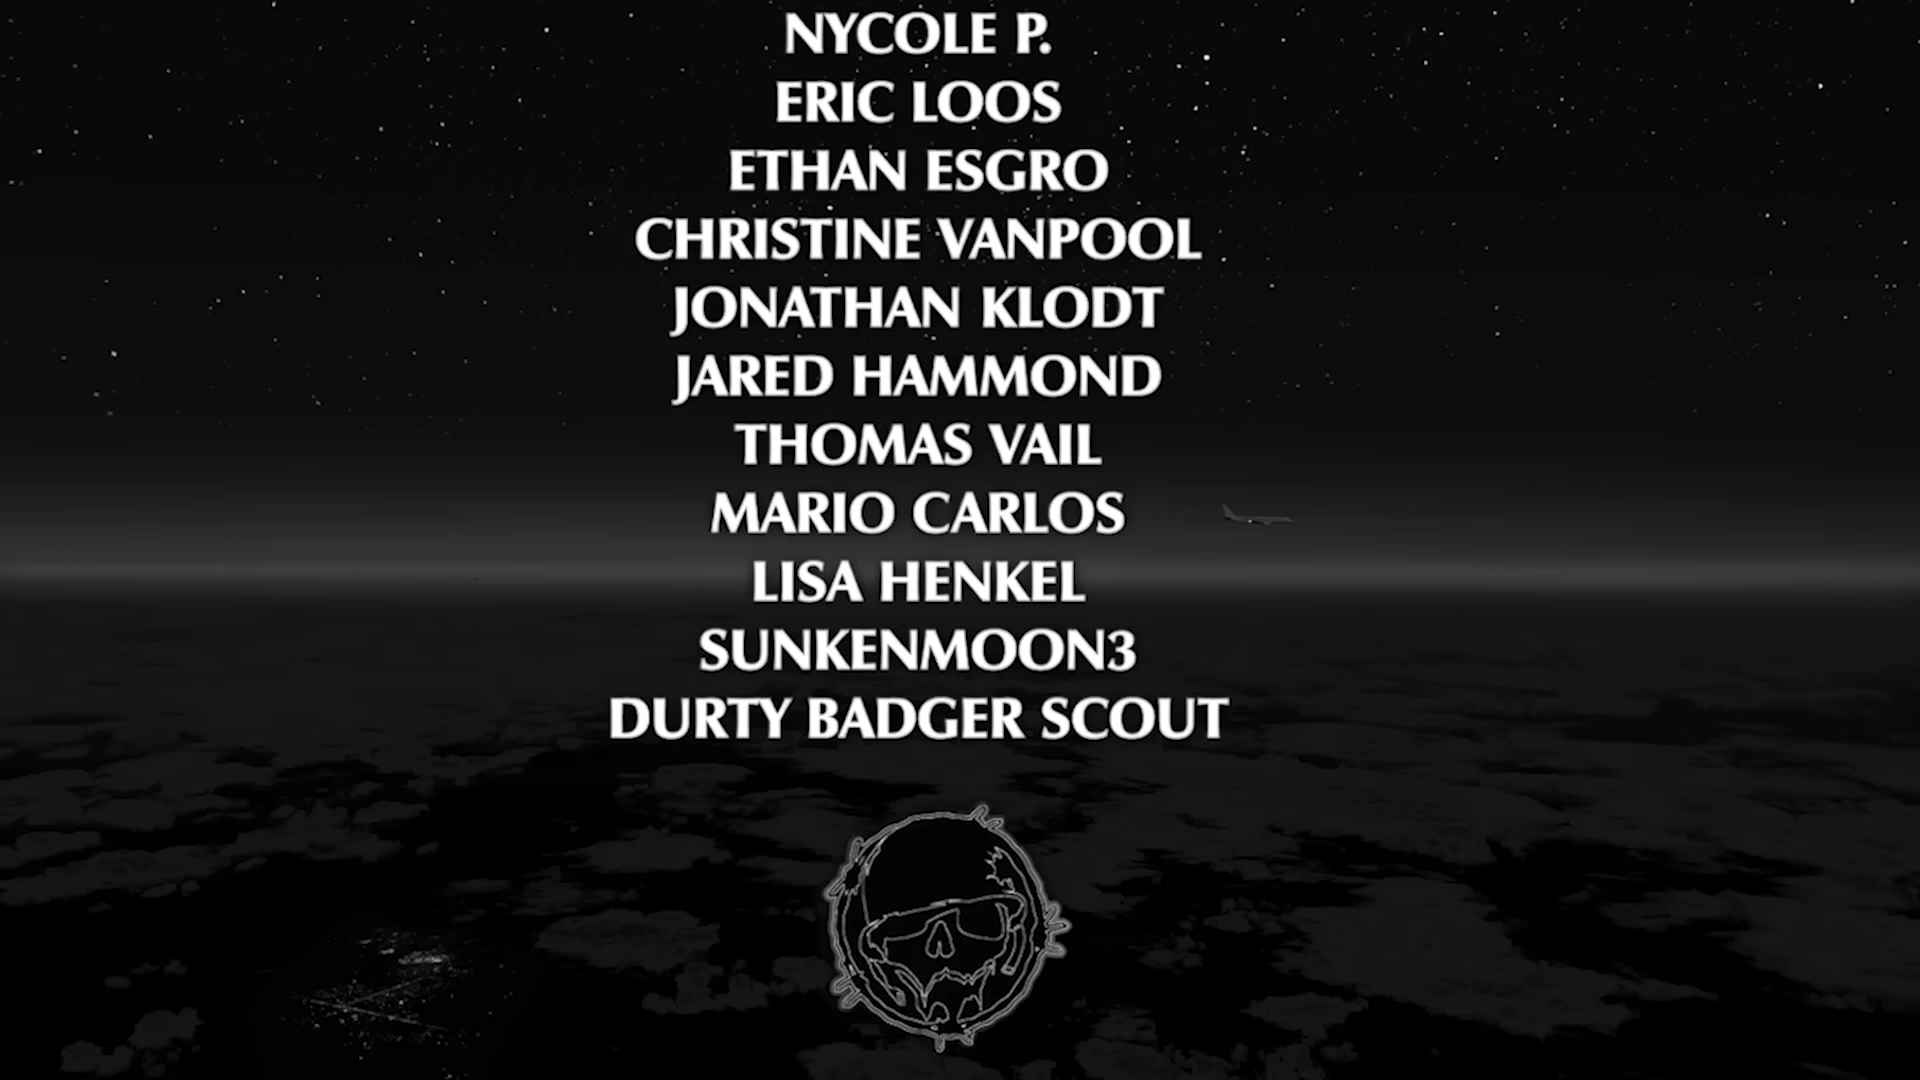 NYCOLE P.
ERIC LOOS
ETHAN ESGRO
CHRISTINE VANPOOL
JONATHAN KLODT
JARED HAMMOND
THOMAS VAIL
MARIO CARLOS
LISA HENKEL
SUNKENMOON3
DURTY BADGER SCOUT